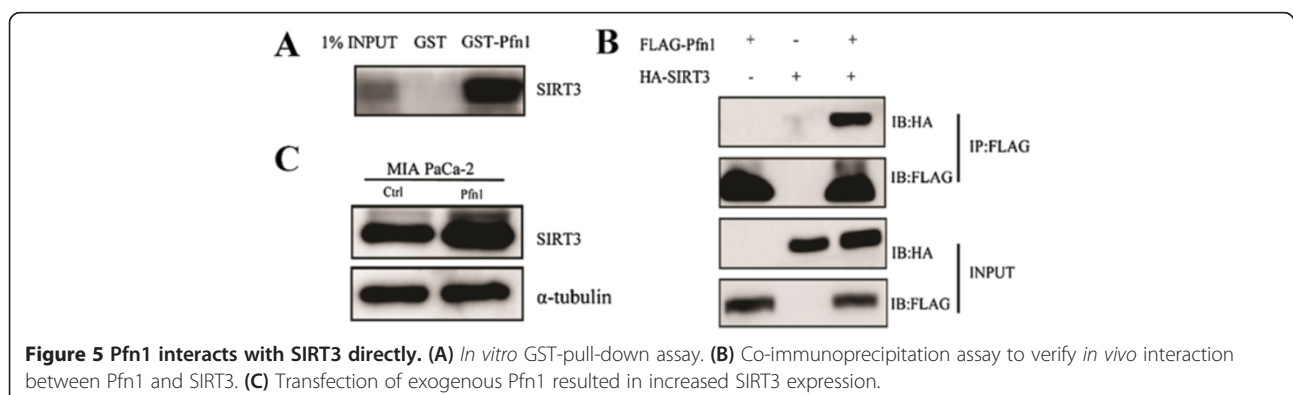 A
1% INPUT GST GST-Pfn1
SIRT3
B
FLAG-Pfn1 + - +
HA-SIRT3 - + +
IB:HA
IB:FLAG
IP:FLAG
IB:HA
IB:FLAG
INPUT
C
MIA PaCa-2
Ctrl Pfn1
SIRT3
α-tubulin
Figure 5 Pfn1 interacts with SIRT3 directly. (A) In vitro GST-pull-down assay. (B) Co-immunoprecipitation assay to verify in vivo interaction
between Pfn1 and SIRT3. (C) Transfection of exogenous Pfn1 resulted in increased SIRT3 expression.